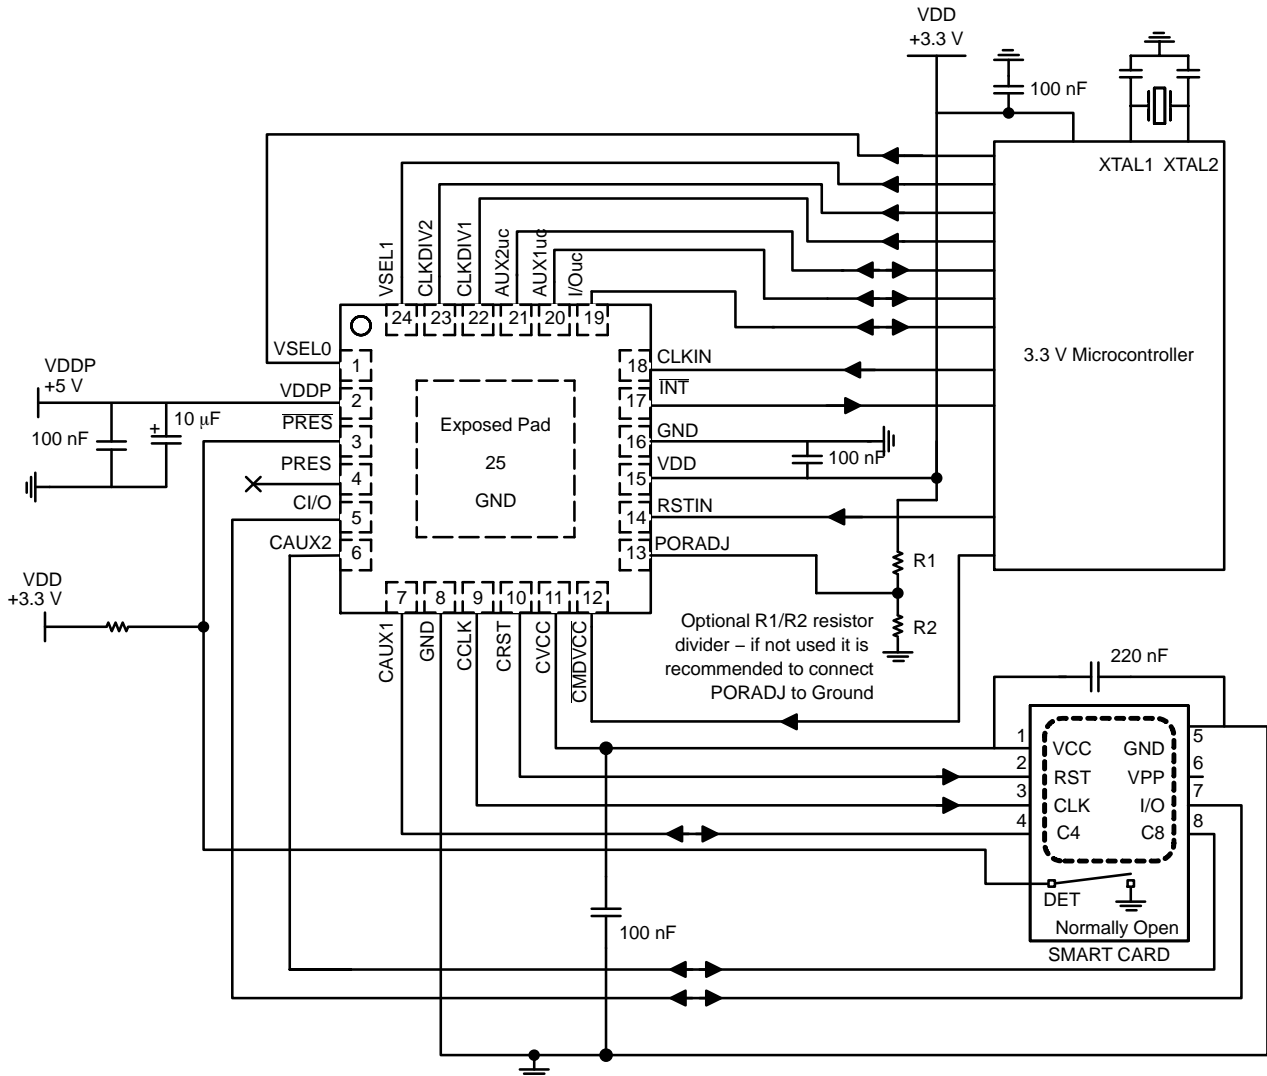 VDD
+3.3 V
100 nF
XTAL1 XTAL2
3.3 V Microcontroller
VSEL1
CLKDIV2
CLKDIV1
AUX2uc
AUX1uc
I/Ouc
24 23 22 21 20 19
VSEL0
1
VDDP
+5 V
VDDP
2
10 μF
+
100 nF
PRES
3
PRES
4
CI/O
5
CAUX2
6
Exposed Pad
25
GND
18 CLKIN
17 INT
16 GND
100 nF
15 VDD
14 RSTIN
13 PORADJ
R1
R2
VDD
+3.3 V
7 8 9 10 11 12
CAUX1
GND
CCLK
CRST
CVCC
CMDVCC
Optional R1/R2 resistor
divider – if not used it is
recommended to connect
PORADJ to Ground
220 nF
1 VCC GND 5
2 RST VPP 6
3 CLK I/O 7
4 C4 C8 8
DET
Normally Open
SMART CARD
100 nF